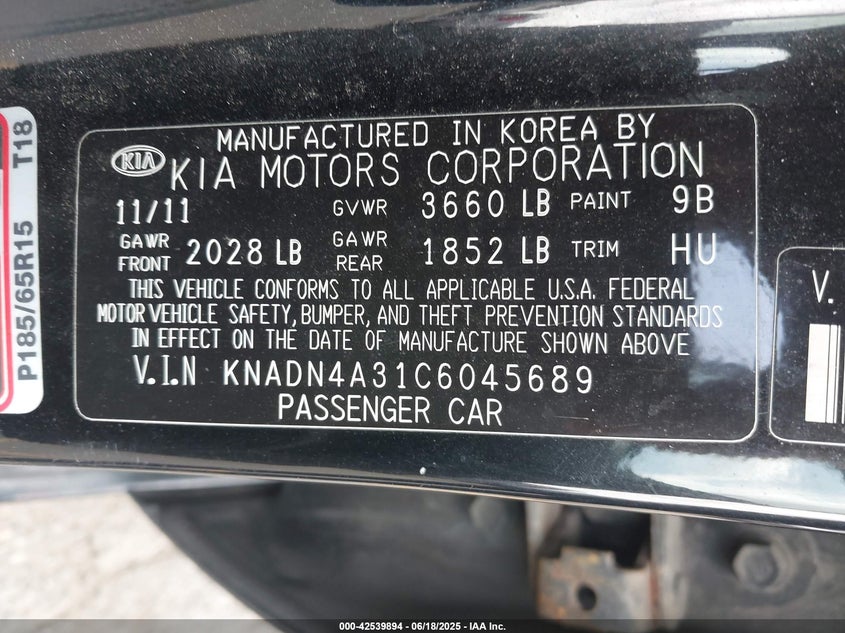 MANUFACTURED IN KOREA BY
KIA KIA MOTORS CORPORATION
11/11 GVWR 3660 LB PAINT 9B
GAWR FRONT 2028 LB GAWR REAR 1852 LB TRIM HU
THIS VEHICLE CONFORMS TO ALL APPLICABLE U.S.A. FEDERAL
MOTOR VEHICLE SAFETY, BUMPER, AND THEFT PREVENTION STANDARDS
IN EFFECT ON THE DATE OF MANUFACTURE SHOWN ABOVE
V.I.N KNADN4A31C6045689
PASSENGER CAR
P185/65R15 T18
V.
000-42539894 - 06/18/2025 - IAA Inc.